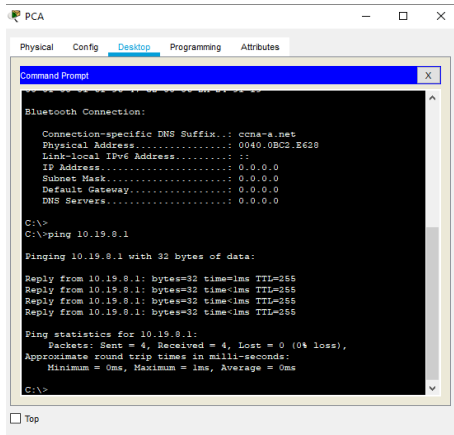 PCA
Physical Config Desktop Programming Attributes
Command Prompt X
Bluetooth Connection:
Connection-specific DNS Suffix..: ccna-a.net
Physical Address................: 0040.0BC2.E628
Link-local IPv6 Address.........: ::
IP Address......................: 0.0.0.0
Subnet Mask.....................: 0.0.0.0
Default Gateway.................: 0.0.0.0
DNS Servers.....................: 0.0.0.0
C:\>
C:\>ping 10.19.8.1
Pinging 10.19.8.1 with 32 bytes of data:
Reply from 10.19.8.1: bytes=32 time=1ms TTL=255
Reply from 10.19.8.1: bytes=32 time<1ms TTL=255
Reply from 10.19.8.1: bytes=32 time<1ms TTL=255
Reply from 10.19.8.1: bytes=32 time<1ms TTL=255
Ping statistics for 10.19.8.1:
Packets: Sent = 4, Received = 4, Lost = 0 (0% loss),
Approximate round trip times in milli-seconds:
Minimum = 0ms, Maximum = 1ms, Average = 0ms
C:\>
Top